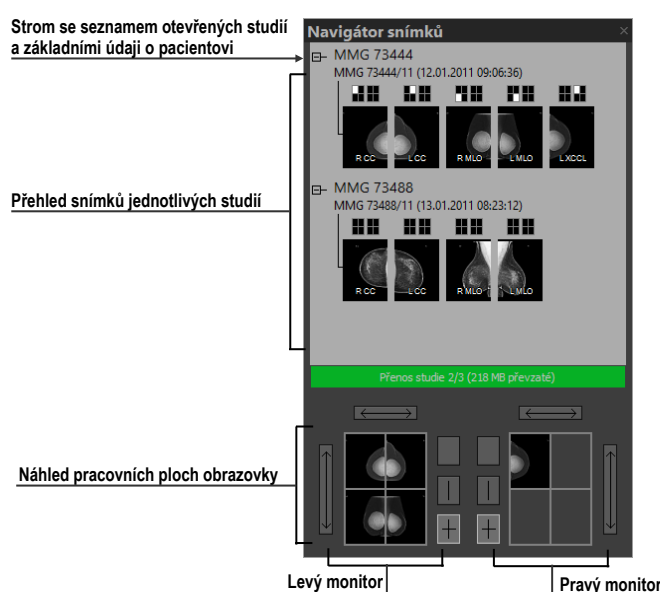 Strom se seznamem otevřených studií
a základními údaji o pacientovi
Navigátor snímků
MMG 73444
MMG 73444/11 (12.01.2011 09:06:36)
R CC
L CC
R MLO
L MLO
L XCCL
Přehled snímků jednotlivých studií
MMG 73488
MMG 73488/11 (13.01.2011 08:23:12)
R CC
L CC
R MLO
L MLO
Přenos studie 2/3 (218 MB převzaté)
Náhled pracovních ploch obrazovky
Levý monitor
Pravý monitor